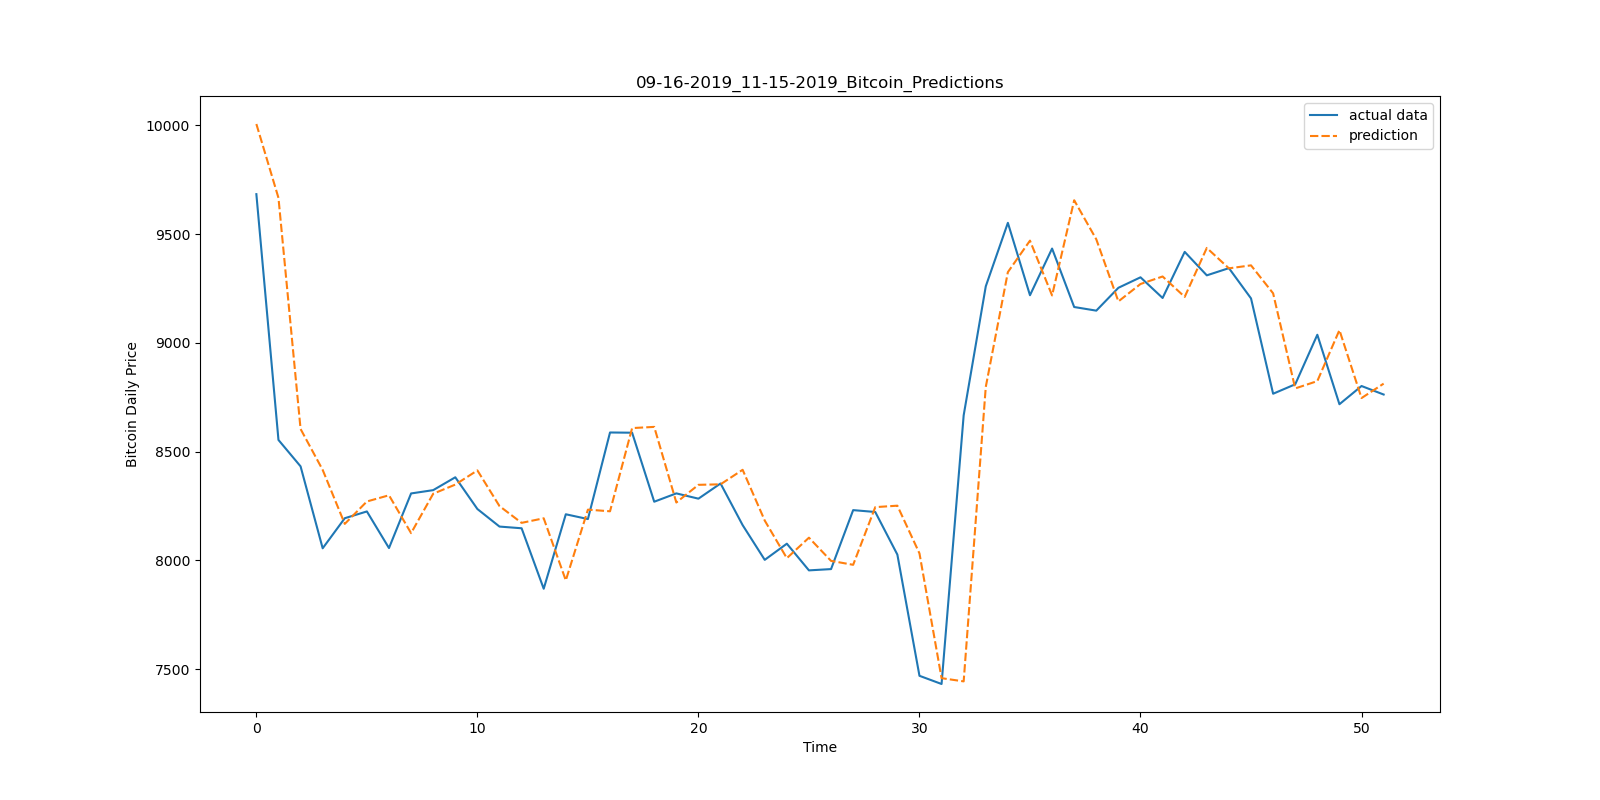 09-16-2019_11-15-2019_Bitcoin_Predictions
actual data
prediction
10000
9500
9000
8500
8000
7500
Bitcoin Daily Price
0 10 20 30 40 50
Time